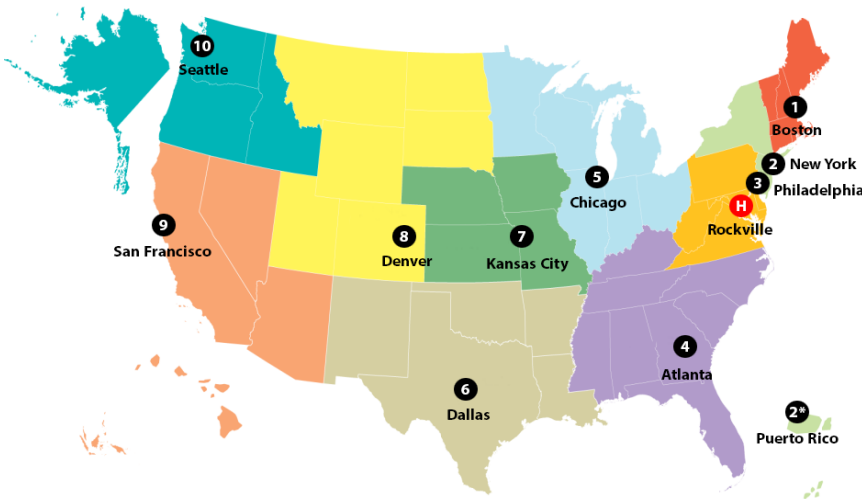 10
Seattle
1
Boston
2 New York
3 Philadelphia
H
Rockville
5
Chicago
9
San Francisco
8
Denver
7
Kansas City
4
Atlanta
6
Dallas
2*
Puerto Rico